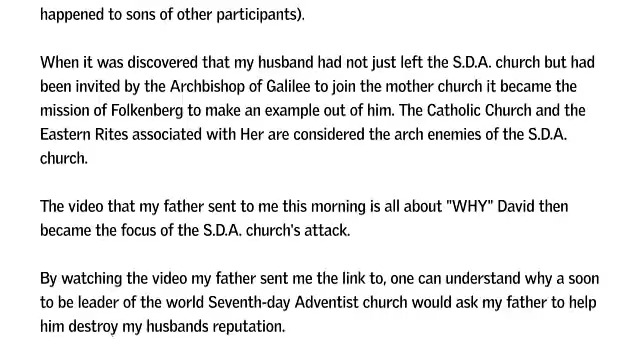 happened to sons of other participants).
When it was discovered that my husband had not just left the S.D.A. church but had
been invited by the Archbishop of Galilee to join the mother church it became the
mission of Folkenberg to make an example out of him. The Catholic Church and the
Eastern Rites associated with Her are considered the arch enemies of the S.D.A.
church.
The video that my father sent to me this morning is all about "WHY" David then
became the focus of the S.D.A. church's attack.
By watching the video my father sent me the link to, one can understand why a soon
to be leader of the world Seventh-day Adventist church would ask my father to help
him destroy my husbands reputation.